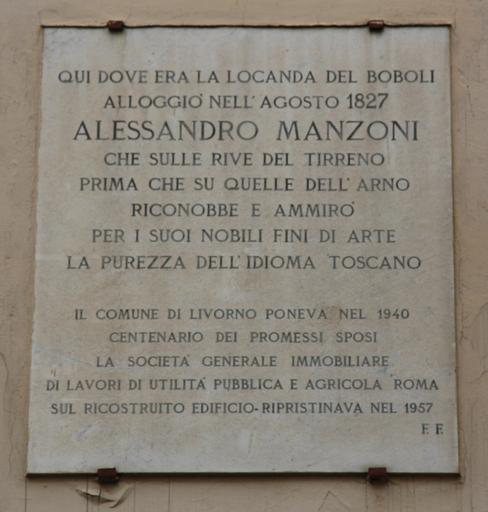 QUI DOVE ERA LA LOCANDA DEL BOBOLI
ALLOGGIO' NELL'AGOSTO 1827
ALESSANDRO MANZONI
CHE SULLE RIVE DEL TIRRENO
PRIMA CHE SU QUELLE DELL'ARNO
RICONOBBE E AMMIRO'
PER I SUOI NOBILI FINI DI ARTE
LA PUREZZA DELL'IDIOMA TOSCANO
IL COMUNE DI LIVORNO PONEVA NEL 1940
CENTENARIO DEI PROMESSI SPOSI
LA SOCIETA' GENERALE IMMOBILIARE
DI LAVORI DI UTILITA' PUBBLICA E AGRICOLA ROMA
SUL RICOSTRUITO EDIFICIO-RIPRISTINAVA NEL 1957
F. F.